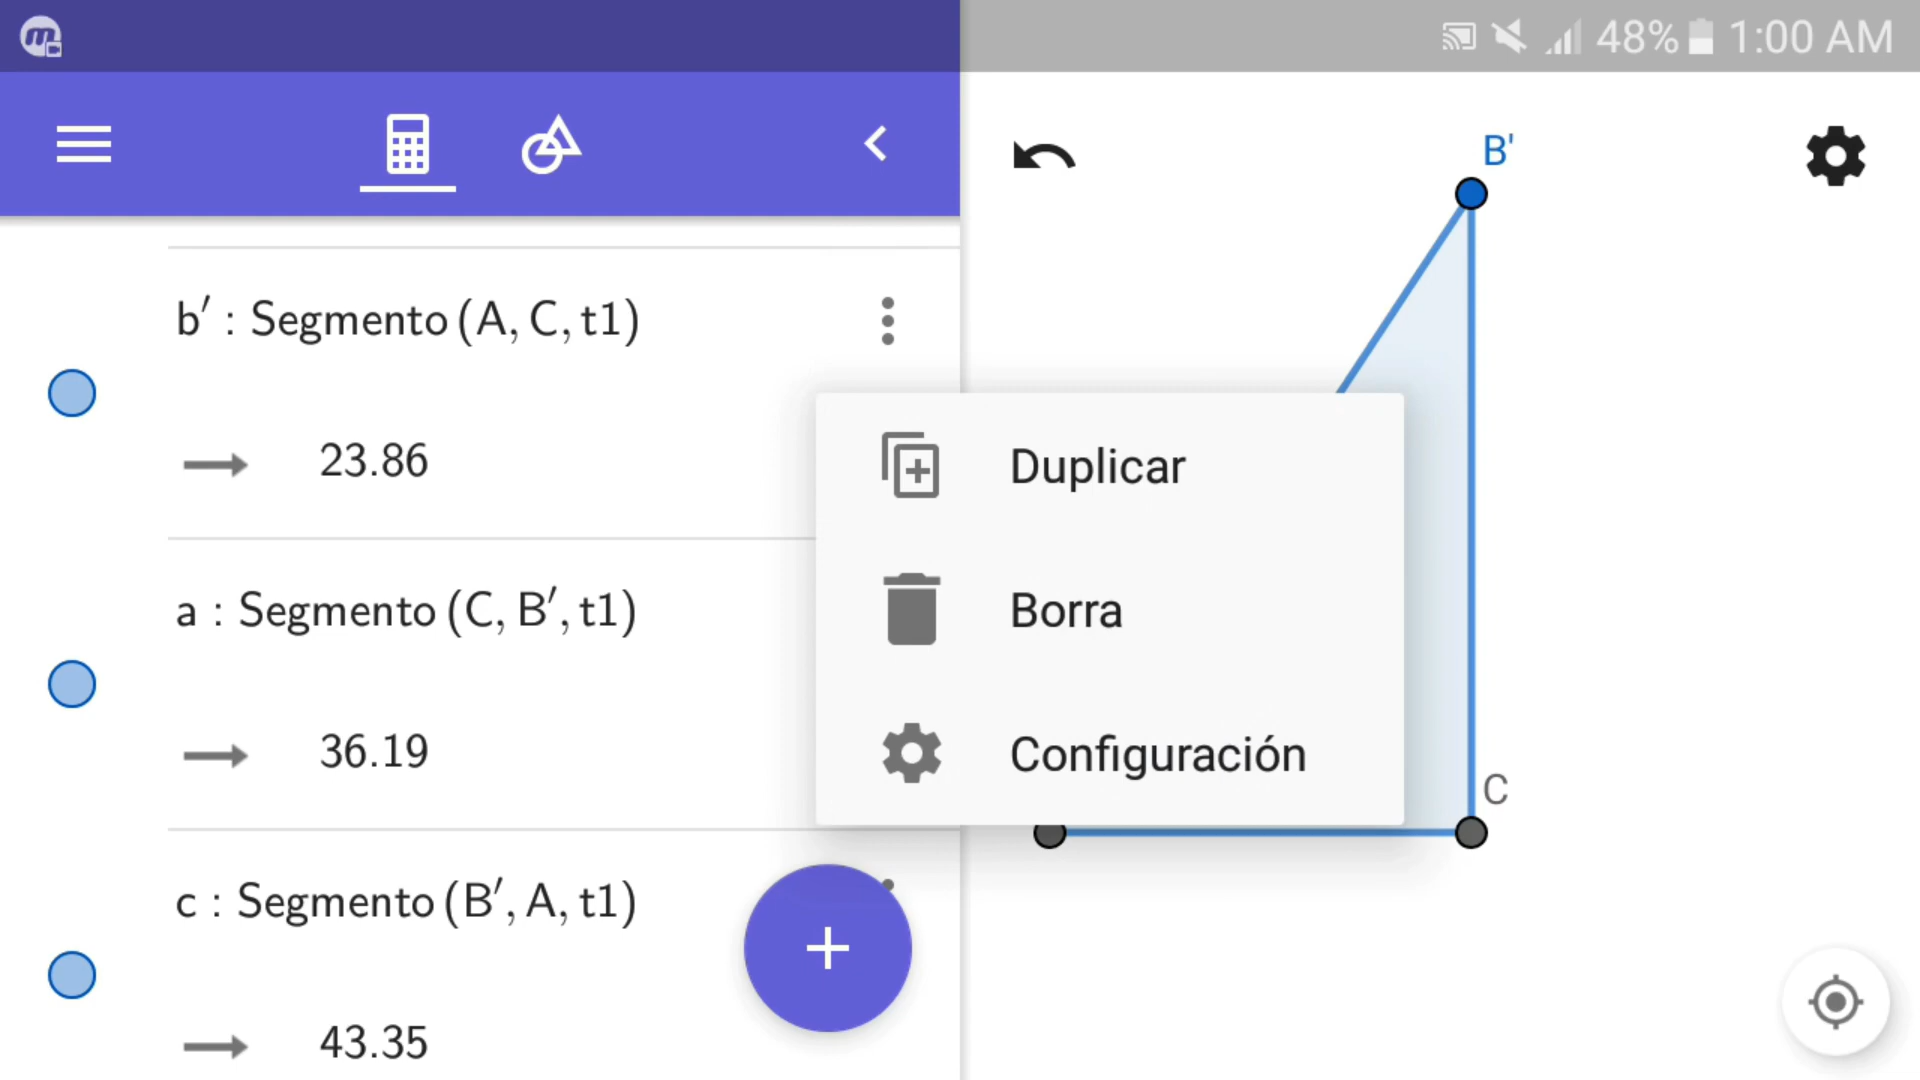 48% 1:00 AM
B'
b′ : Segmento (A, C, t1)
23.86
Duplicar
a : Segmento (C, B′, t1)
Borra
36.19
Configuración
C
c : Segmento (B′, A, t1)
+
43.35